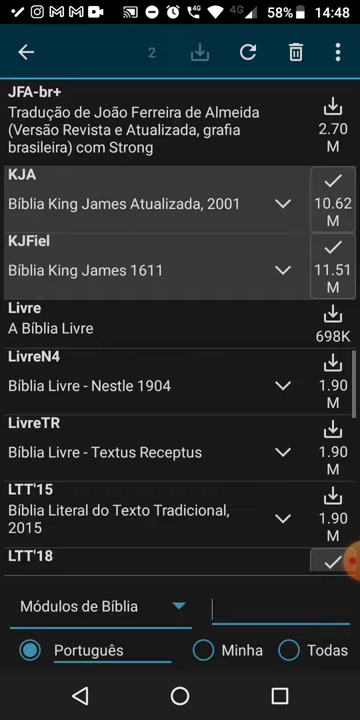 58% 14:48
4G
2
JFA-br+
Tradução de João Ferreira de Almeida
(Versão Revista e Atualizada, grafia
brasileira) com Strong
2.70
M
KJA
Bíblia King James Atualizada, 2001
10.62
M
KJFiel
Bíblia King James 1611
11.51
M
Livre
A Bíblia Livre
698K
LivreN4
Bíblia Livre - Nestle 1904
1.90
M
LivreTR
Bíblia Livre - Textus Receptus
1.90
M
LTT'15
Bíblia Literal do Texto Tradicional,
2015
1.90
M
LTT'18
Módulos de Bíblia
Português Minha Todas